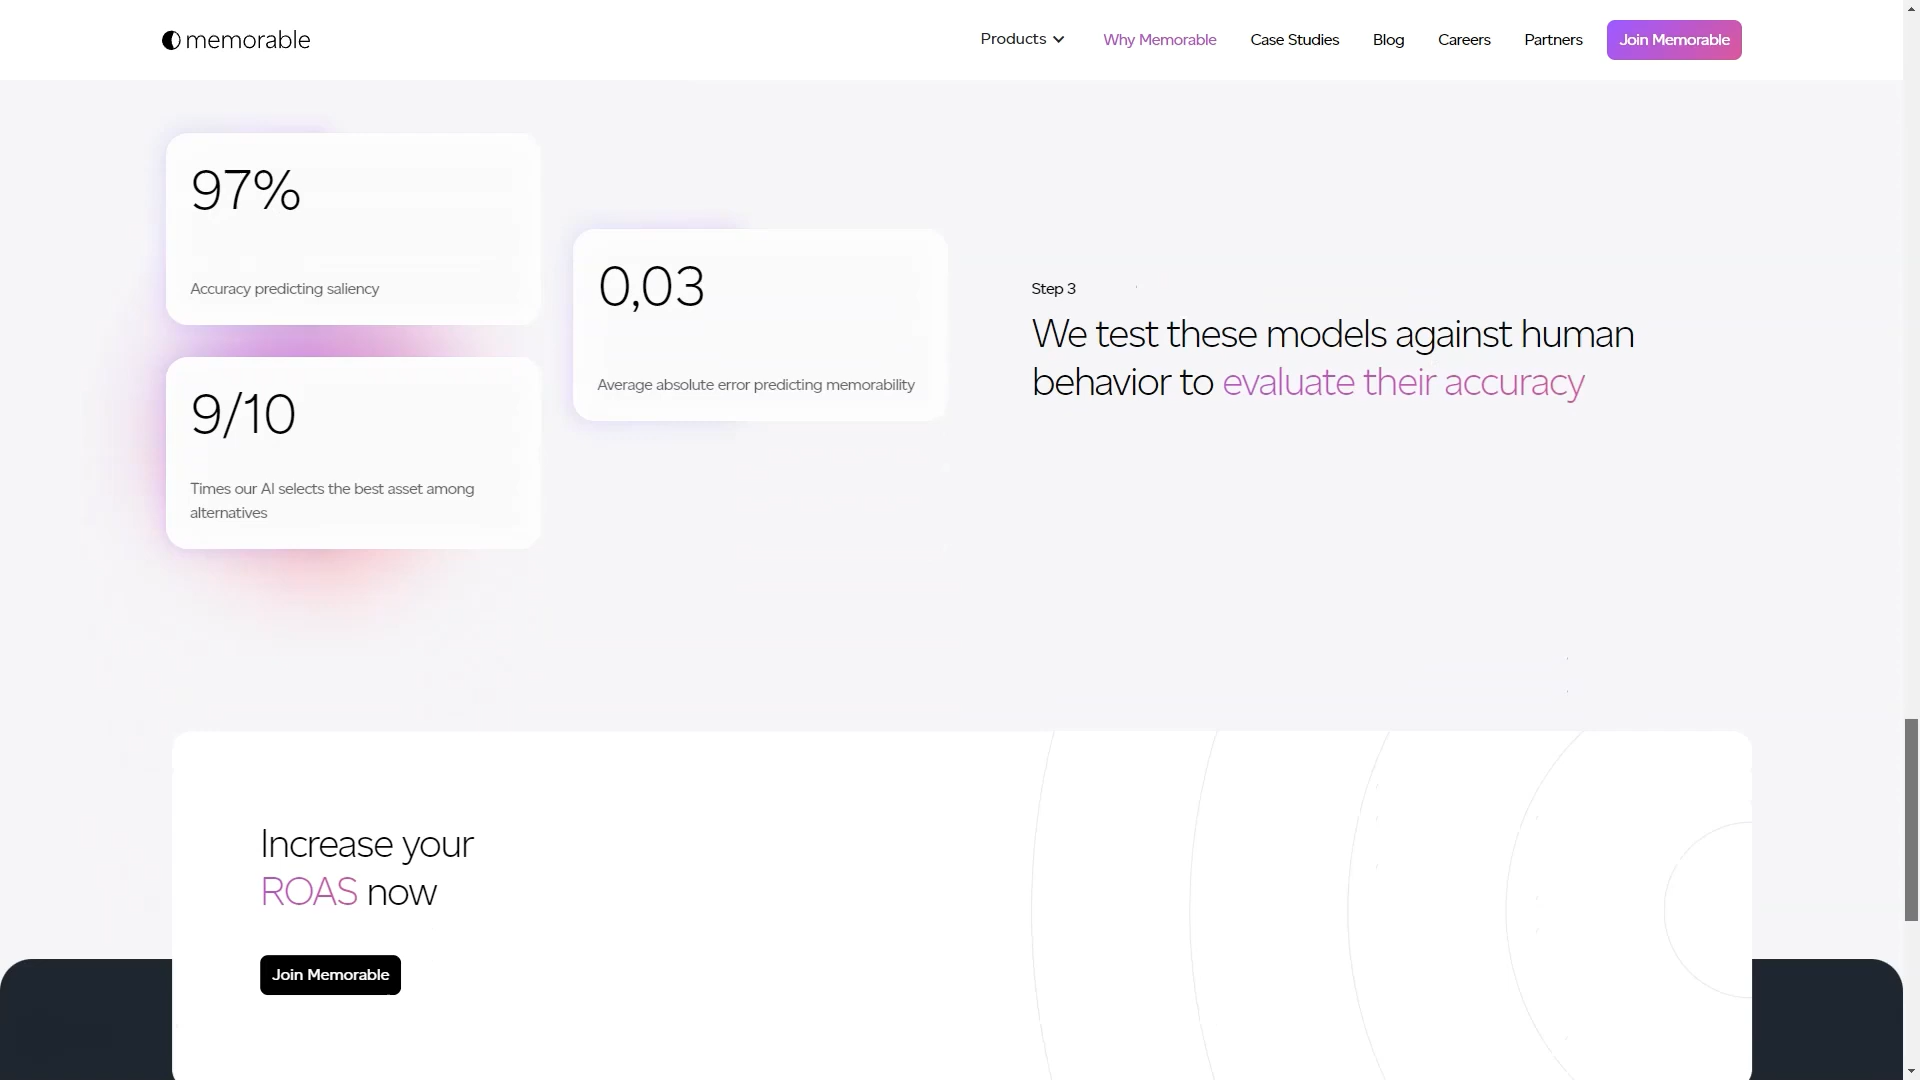 memorable
Products
Why Memorable
Case Studies
Blog
Careers
Partners
Join Memorable
97%
Accuracy predicting saliency
9/10
Times our AI selects the best asset among
alternatives
0,03
Average absolute error predicting memorability
Step 3
We test these models against human
behavior to evaluate their accuracy
Increase your
ROAS now
Join Memorable